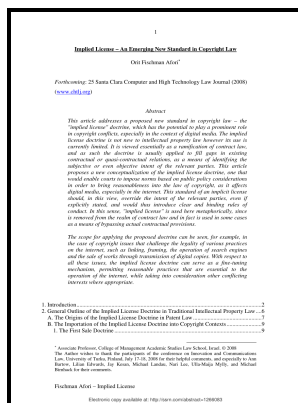 1
Implied License – An Emerging New Standard in Copyright Law
Orit Fischman Afori*
Forthcoming: 25 Santa Clara Computer and High Technology Law Journal (2008)
(www.chtlj.org)
Abstract
This article addresses a proposed new standard in copyright law – the
"implied license" doctrine, which has the potential to play a prominent role
in copyright conflicts, especially in the context of digital media. The implied
license doctrine is not new to intellectual property law however its use is
currently limited. It is viewed essentially as a ramification of contract law,
and as such the doctrine is usually applied to fill gaps in existing
contractual or quasi-contractual relations, as a means of identifying the
subjective or even objective intent of the relevant parties. This article
proposes a new conceptualization of the implied license doctrine, one that
would enable courts to impose norms based on public policy considerations
in order to bring reasonableness into the law of copyright, as it affects
digital media, especially in the internet. This standard of an implied license
should, in this view, override the intent of the relevant parties, even if
explicitly stated, and would thus introduce clear and binding rules of
conduct. In this sense, "implied license" is used here metaphorically, since
is removed from the realm of contract law and in fact is used in some cases
as a means of bypassing actual contractual provisions.
The scope for applying the proposed doctrine can be seen, for example, in
the case of copyright issues that challenge the legality of various practices
on the internet, such as linking, framing, the operation of search engines
and the sale of works through transmission of digital copies. With respect to
all these issues, the implied license doctrine can serve as a fine-tuning
mechanism, permitting reasonable practices that are essential to the
operation of the internet, while taking into consideration other conflicting
interests where appropriate.
1. Introduction...2
2. General Outline of the Implied License Doctrine in Traditional Intellectual Property Law...6
A. The Origins of the Implied License Doctrine in Patent Law...7
B. The Importation of the Implied License Doctrine into Copyright Contexts...9
1. The First Sale Doctrine...9
* Associate Professor, College of Management Academic Studies Law School, Israel. © 2008
The Author wishes to thank the participants of the conference on Innovation and Communications
Law, University of Turku, Finland, July 17-18, 2008 for their helpful comments, and especially to Ann
Bartow, Lilian Edwards, Jay Kesan, Michael Landau, Nari Lee, Ulla-Maija Mylly, and Michael
Birnhack for their comments.
Fischman Afori – Implied License
Electronic copy available at: http://ssrn.com/abstract=1266083